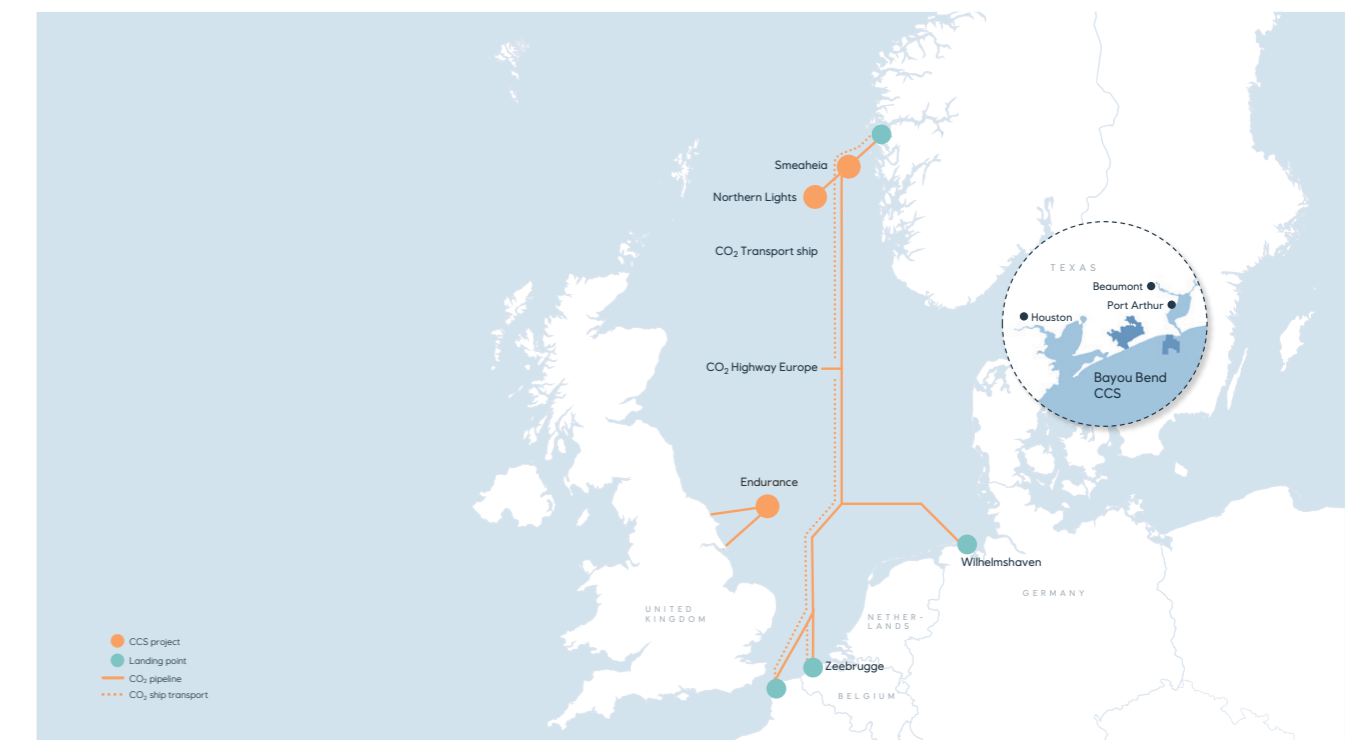 Smeaheia
Northern Lights
CO₂ Transport ship
TEXAS
Beaumont
Port Arthur
Houston
CO₂ Highway Europe
Bayou Bend
CCS
Endurance
Wilhelmshaven
GERMANY
UNITED
KINGDOM
NETHER-
LANDS
Zeebrugge
BELGIUM
CCS project
Landing point
CO₂ pipeline
CO₂ ship transport